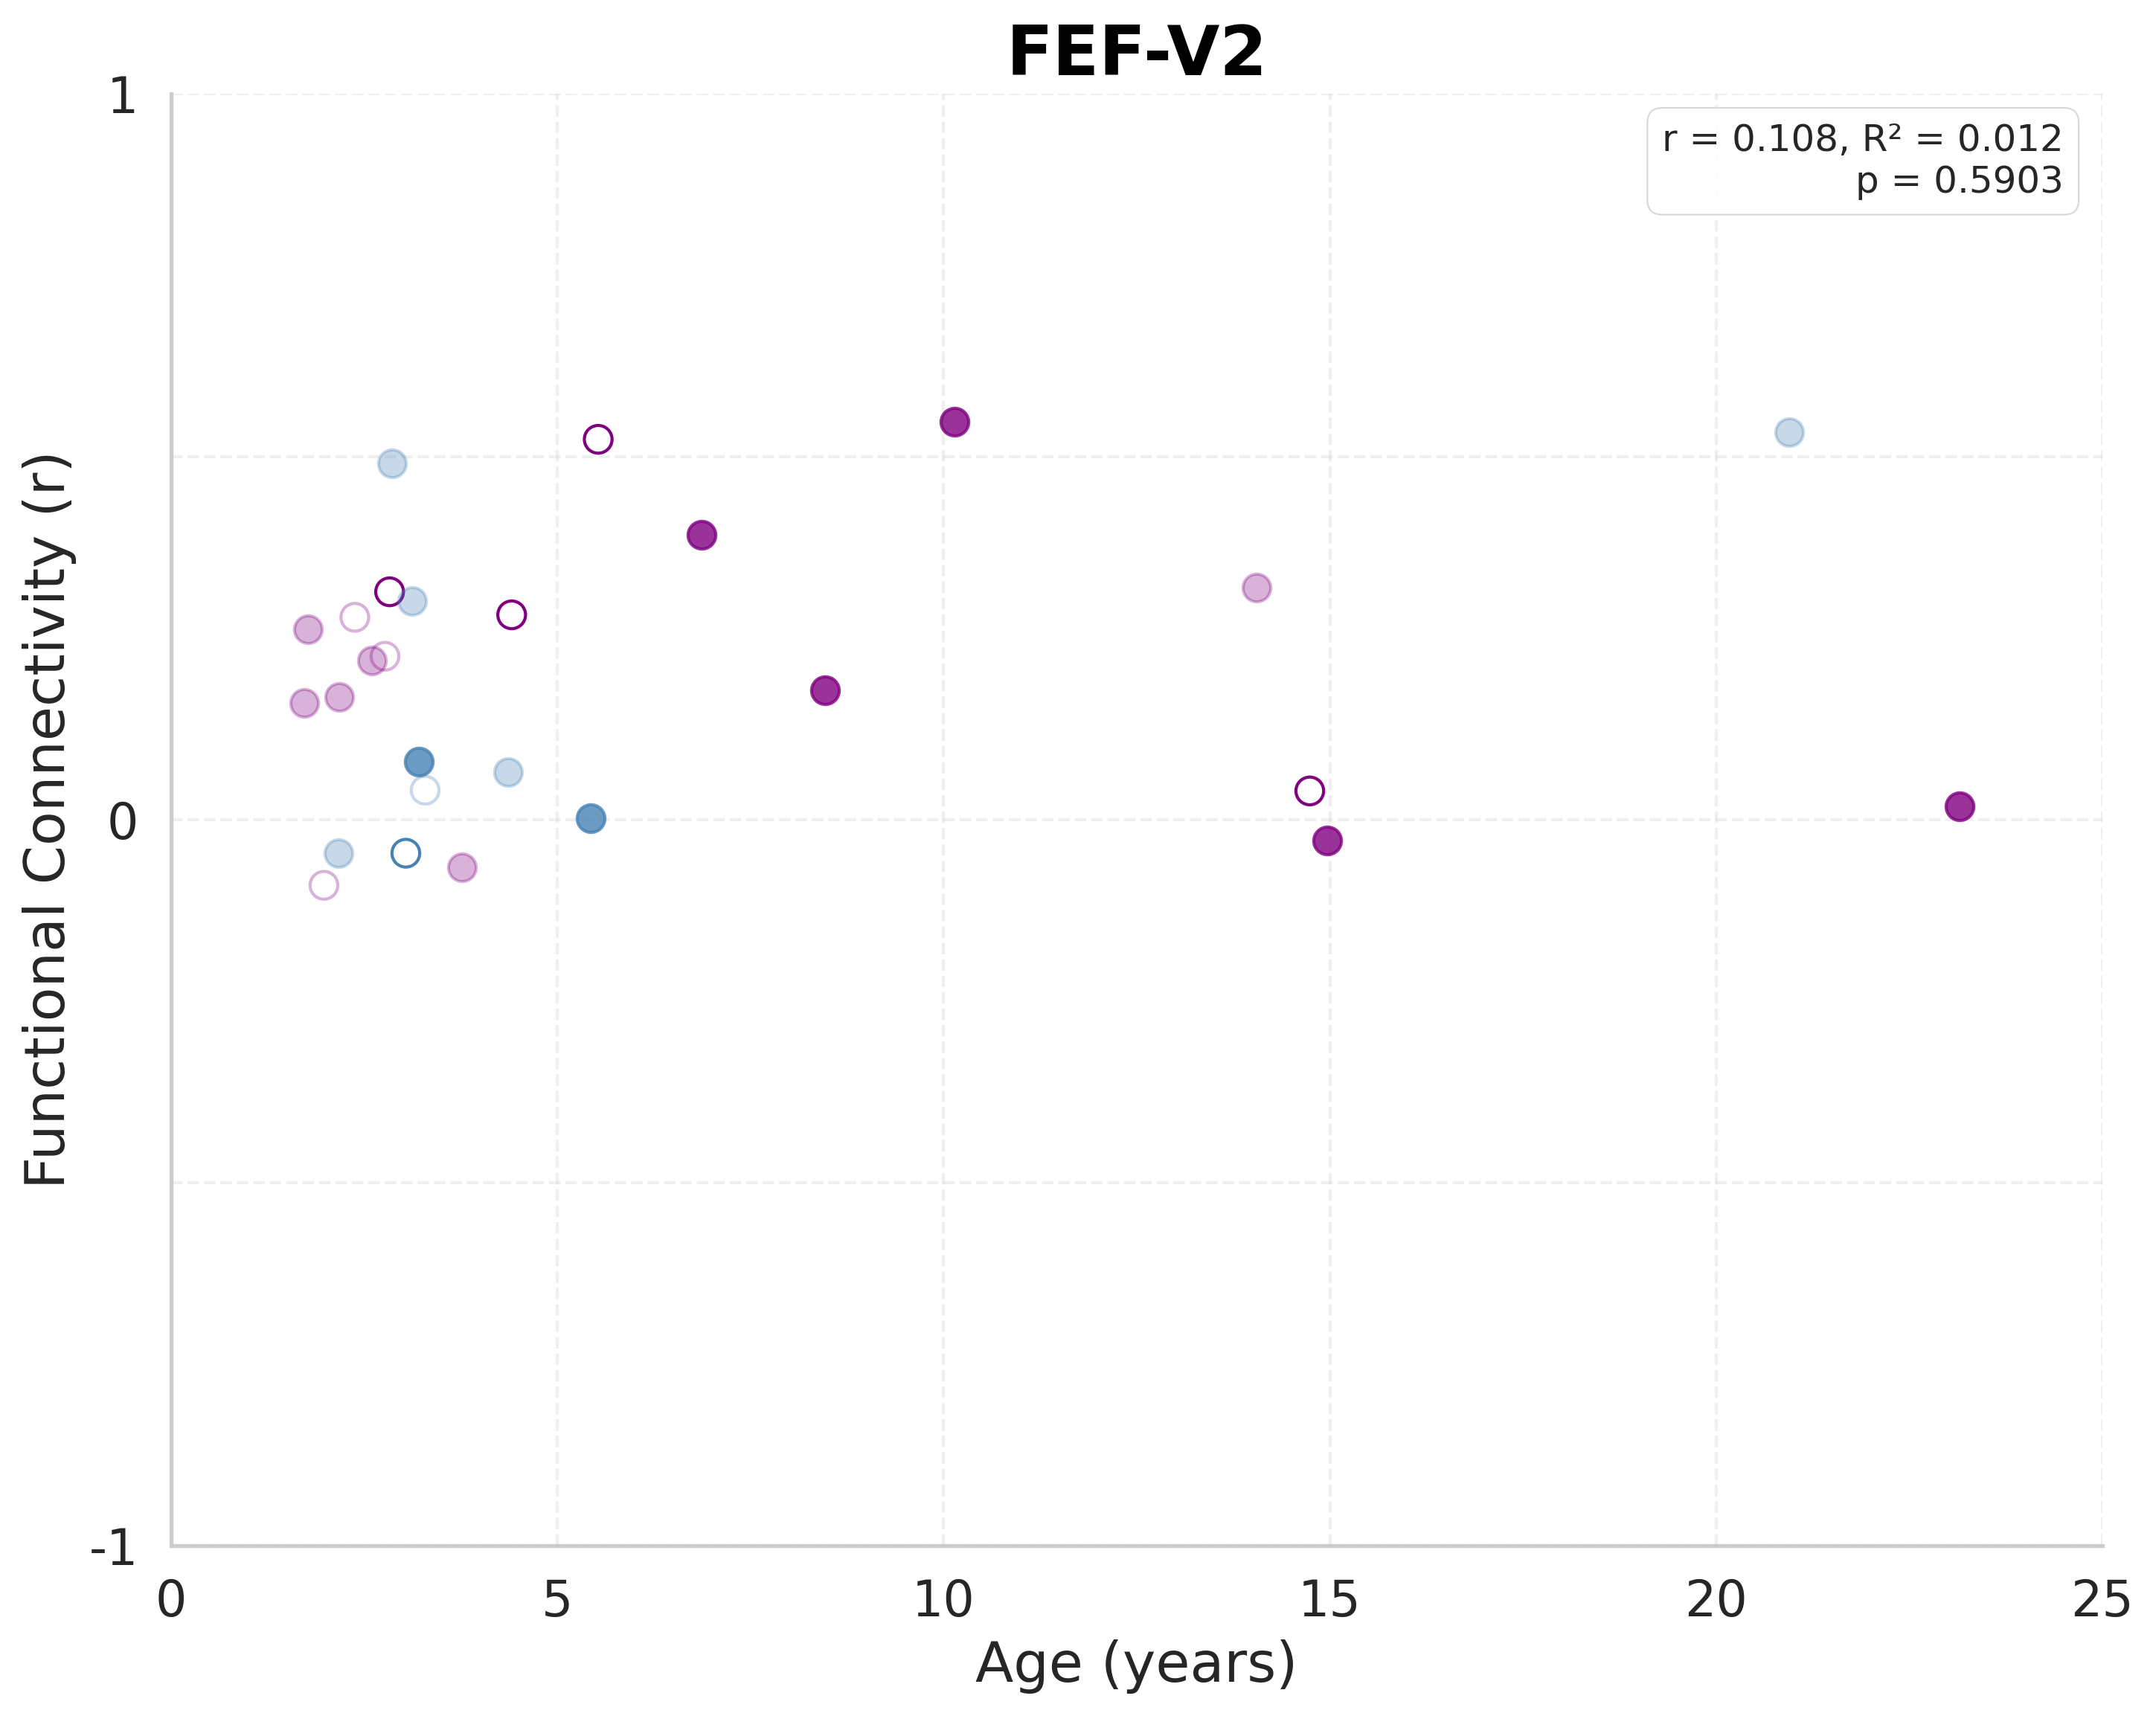 FEF-V2
1
r = 0.108, R² = 0.012
p = 0.5903
Functional Connectivity (r)
0
-1
0 5 10 15 20 25
Age (years)